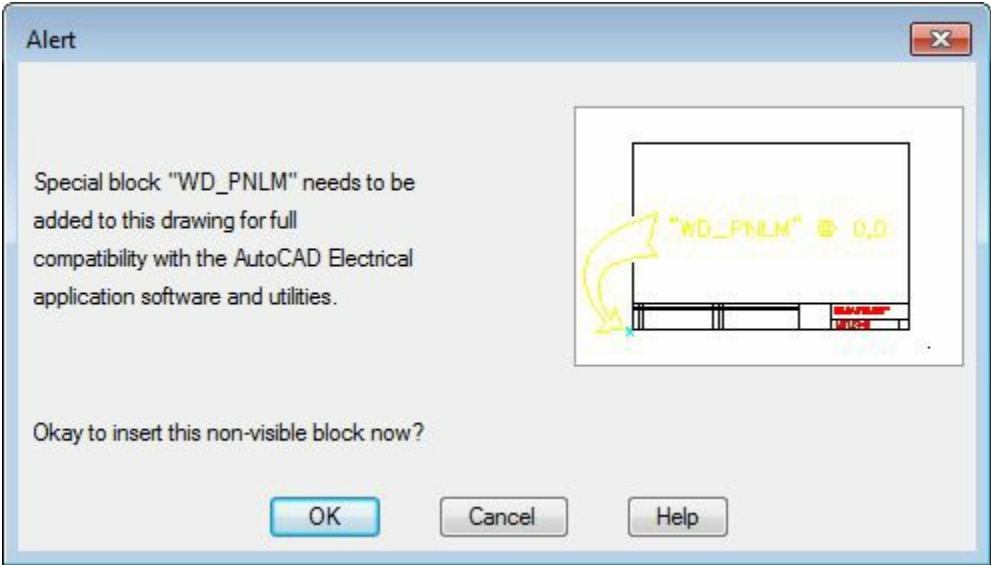 Alert
Special block "WD_PNLM" needs to be
added to this drawing for full
compatibility with the AutoCAD Electrical
application software and utilities.
"WD_PNLM" @ 0,0
Okay to insert this non-visible block now?
OK
Cancel
Help